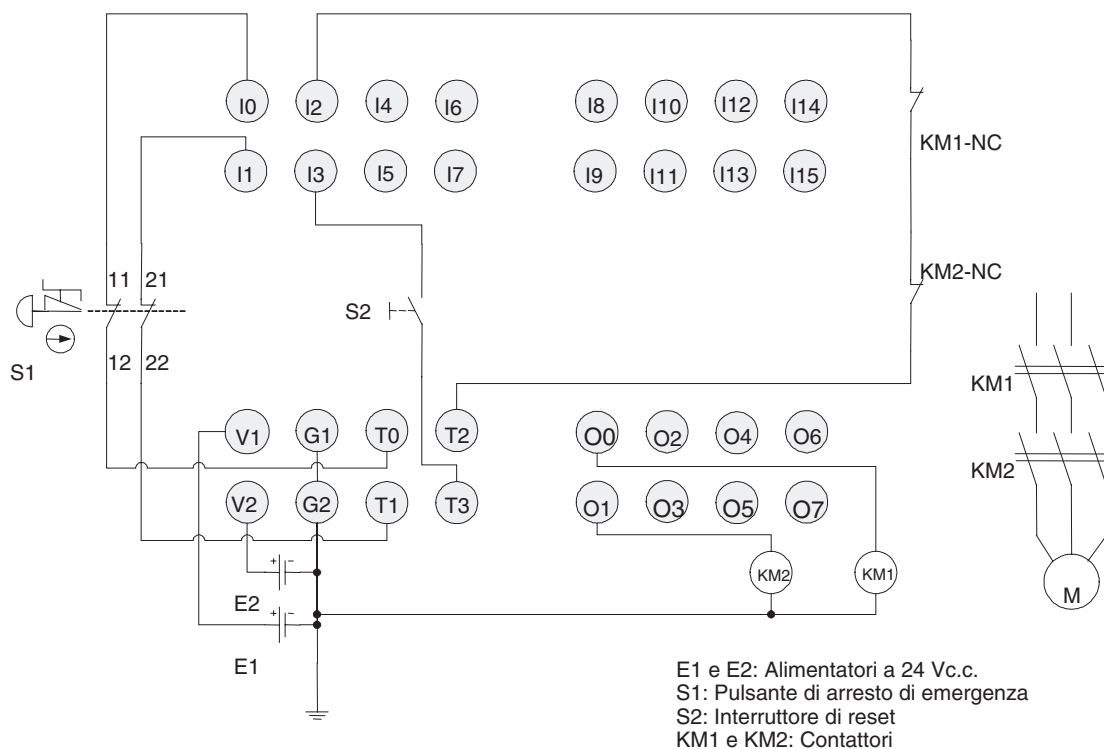 I0 I2 I4 I6 I8 I10 I12 I14
KM1-NC
I1 I3 I5 I7 I9 I11 I13 I15
KM2-NC
11 21
S2
12 22
S1
KM1
V1 G1 T0 T2 O0 O2 O4 O6
KM2
V2 G2 T1 T3 O1 O3 O5 O7
+ -
KM2 KM1
M
E2
+ -
E1
E1 e E2: Alimentatori a 24 Vc.c.
S1: Pulsante di arresto di emergenza
S2: Interruttore di reset
KM1 e KM2: Contattori